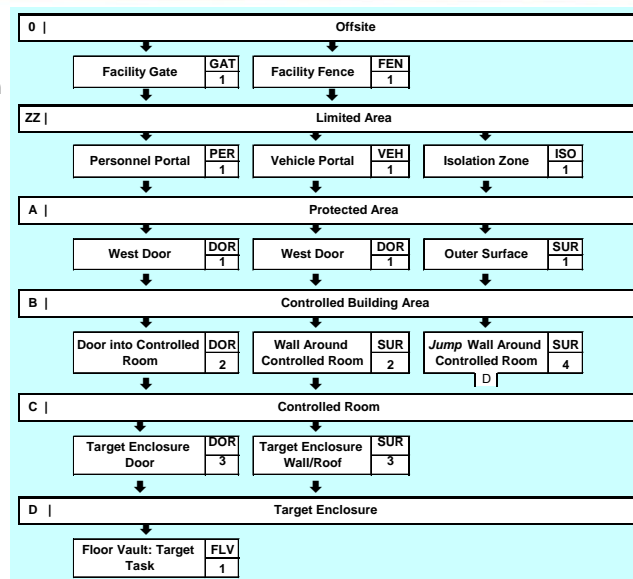 0 | Offsite
Facility Gate GAT 1
Facility Fence FEN 1
ZZ | Limited Area
Personnel Portal PER 1
Vehicle Portal VEH 1
Isolation Zone ISO 1
A | Protected Area
West Door DOR 1
West Door DOR 1
Outer Surface SUR 1
B | Controlled Building Area
Door into Controlled DOR
Room 2
Wall Around SUR
Controlled Room 2
Jump Wall Around SUR
Controlled Room 4
D
C | Controlled Room
Target Enclosure DOR
Door 3
Target Enclosure SUR
Wall/Roof 3
D | Target Enclosure
Floor Vault: Target FLV
Task 1